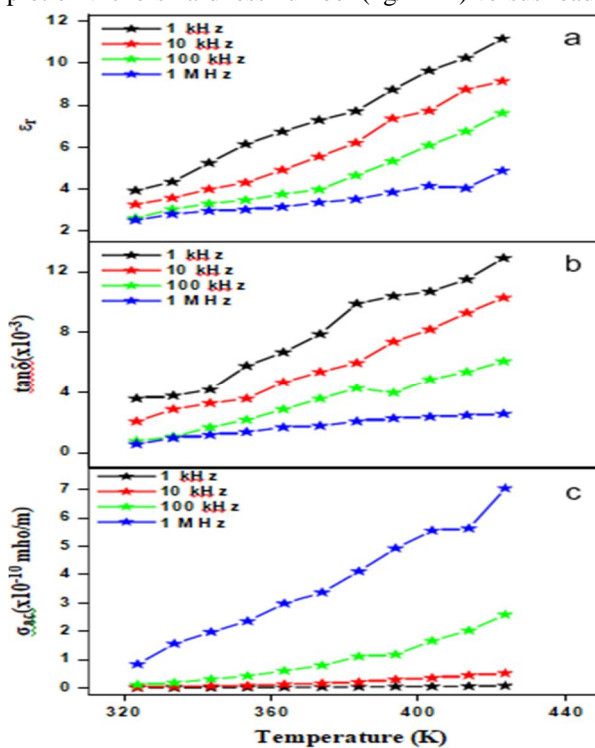 a
1 kHz
10 kHz
100 kHz
1 MHz
12
10
8
6
4
2
εr
b
1 kHz
10 kHz
100 kHz
1 MHz
12
8
4
0
tanδ(x10⁻³)
c
1 kHz
10 kHz
100 kHz
1 MHz
7
6
5
4
3
2
1
0
σac(x10⁻¹⁰ mho/m)
320
360
400
440
Temperature (K)